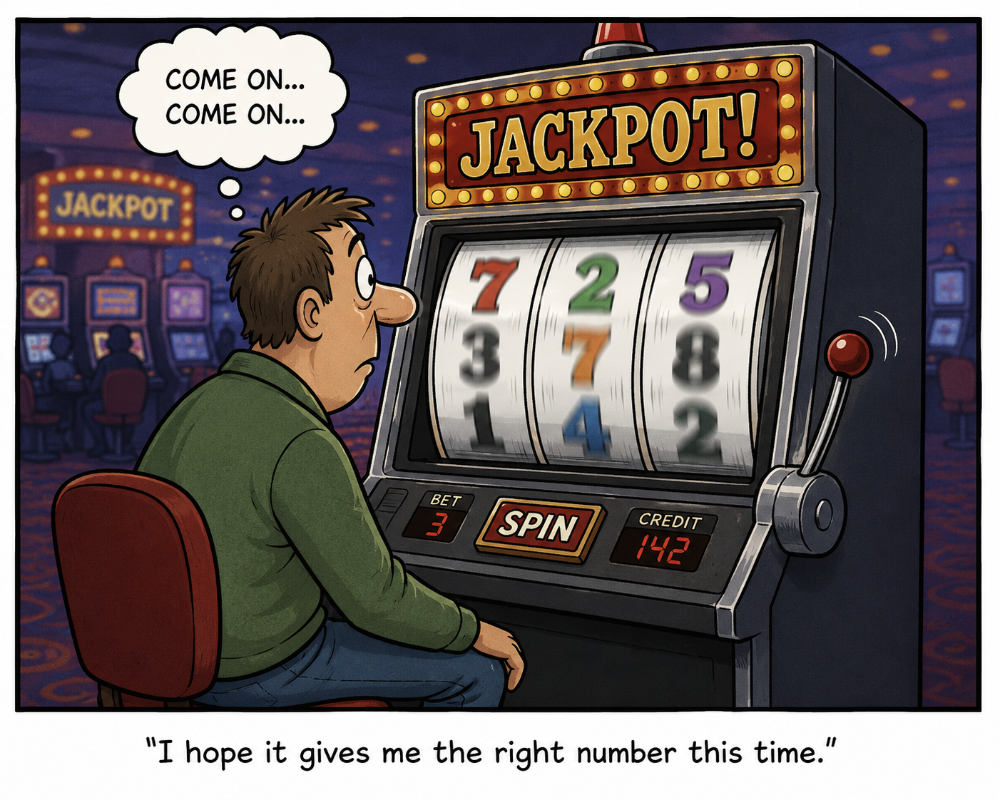 COME ON...
COME ON...
JACKPOT!
JACKPOT
7 2 5
3 7 8
1 4 2
BET
3
SPIN
CREDIT
142
"I hope it gives me the right number this time."